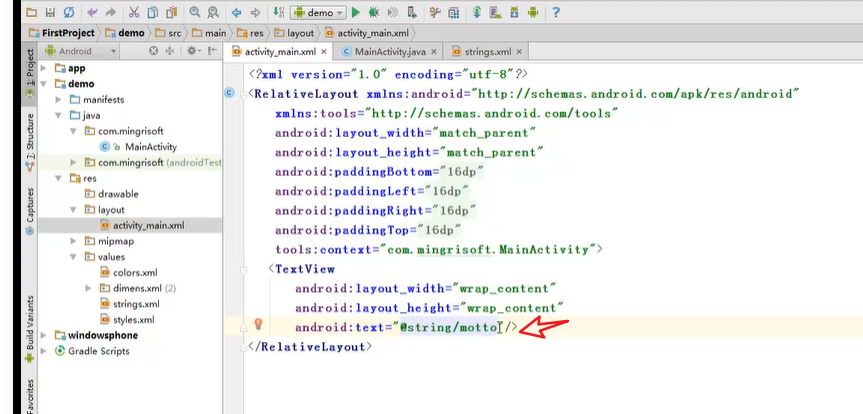 demo
FirstProject demo src main res layout activity_main.xml
Android
activity_main.xml MainActivity.java strings.xml
1: Project
7: Structure
Captures
Build Variants
Favorites
app
demo
manifests
java
com.mingrisoft
MainActivity
com.mingrisoft (androidTest
res
drawable
layout
activity_main.xml
mipmap
values
colors.xml
dimens.xml (2)
strings.xml
styles.xml
windowsphone
Gradle Scripts
<?xml version="1.0" encoding="utf-8"?>
<RelativeLayout xmlns:android="http://schemas.android.com/apk/res/android"
xmlns:tools="http://schemas.android.com/tools"
android:layout_width="match_parent"
android:layout_height="match_parent"
android:paddingBottom="16dp"
android:paddingLeft="16dp"
android:paddingRight="16dp"
android:paddingTop="16dp"
tools:context="com.mingrisoft.MainActivity">
<TextView
android:layout_width="wrap_content"
android:layout_height="wrap_content"
android:text="@string/motto"/>
</RelativeLayout>